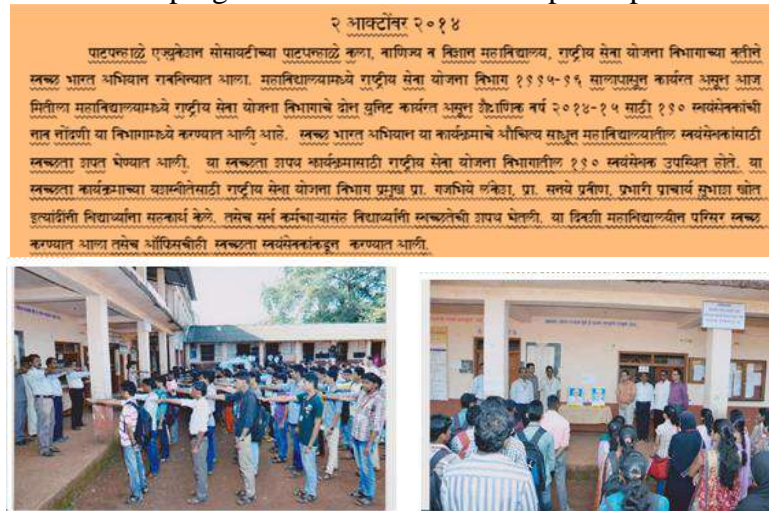 २ आक्टोंबर २०१४
पाटपन्हाळे एज्युकेशन सोसायटीच्या पाटपन्हाळे कला, वाणिज्य व विज्ञान महाविद्यालय, राष्ट्रीय सेवा योजना विभागाच्या वतीने
स्वच्छ भारत अभियान राबविन्यात आला. महाविद्यालयामध्ये राष्ट्रीय सेवा योजना विभाग १९९५-९६ सालापासून कार्यरत असून आज
मितीला महाविद्यालयामध्ये राष्ट्रीय सेवा योजना विभागाचे दोन युनिट कार्यरत असून शैक्षणिक वर्ष २०१४-१५ साठी १९० स्वयंसेवकांची
नाव नोंदणी या विभागामध्ये करण्यात आली आहे. स्वच्छ भारत अभियान या कार्यक्रमाचे औचित्य साधून महाविद्यालयातील स्वयंसेवकांसाठी
स्वच्छता शपत घेण्यात आली. या स्वच्छता शपथ कार्यक्रमासाठी राष्ट्रीय सेवा योजना विभागातील १९० स्वयंसेवक उपस्थित होते. या
स्वच्छता कार्यक्रमाच्या यशस्वीतेसाठी राष्ट्रीय सेवा योजना विभाग प्रमुख प्रा. गजभिये लंकेश, प्रा. सनये प्रवीण, प्रभारी प्राचार्य सुभाश खोत
इत्यादींनी विद्यार्थ्यांना सहकार्य केले. तसेच सर्व कर्मचाऱ्यासंह विद्यार्थ्यांनी स्वच्छतेची शपथ घेतली. या दिवशी महाविद्यालयीन परिसर स्वच्छ
करण्यात आला तसेच ऑफिसचीही स्वच्छता स्वयंसेवकांकडून करण्यात आली.